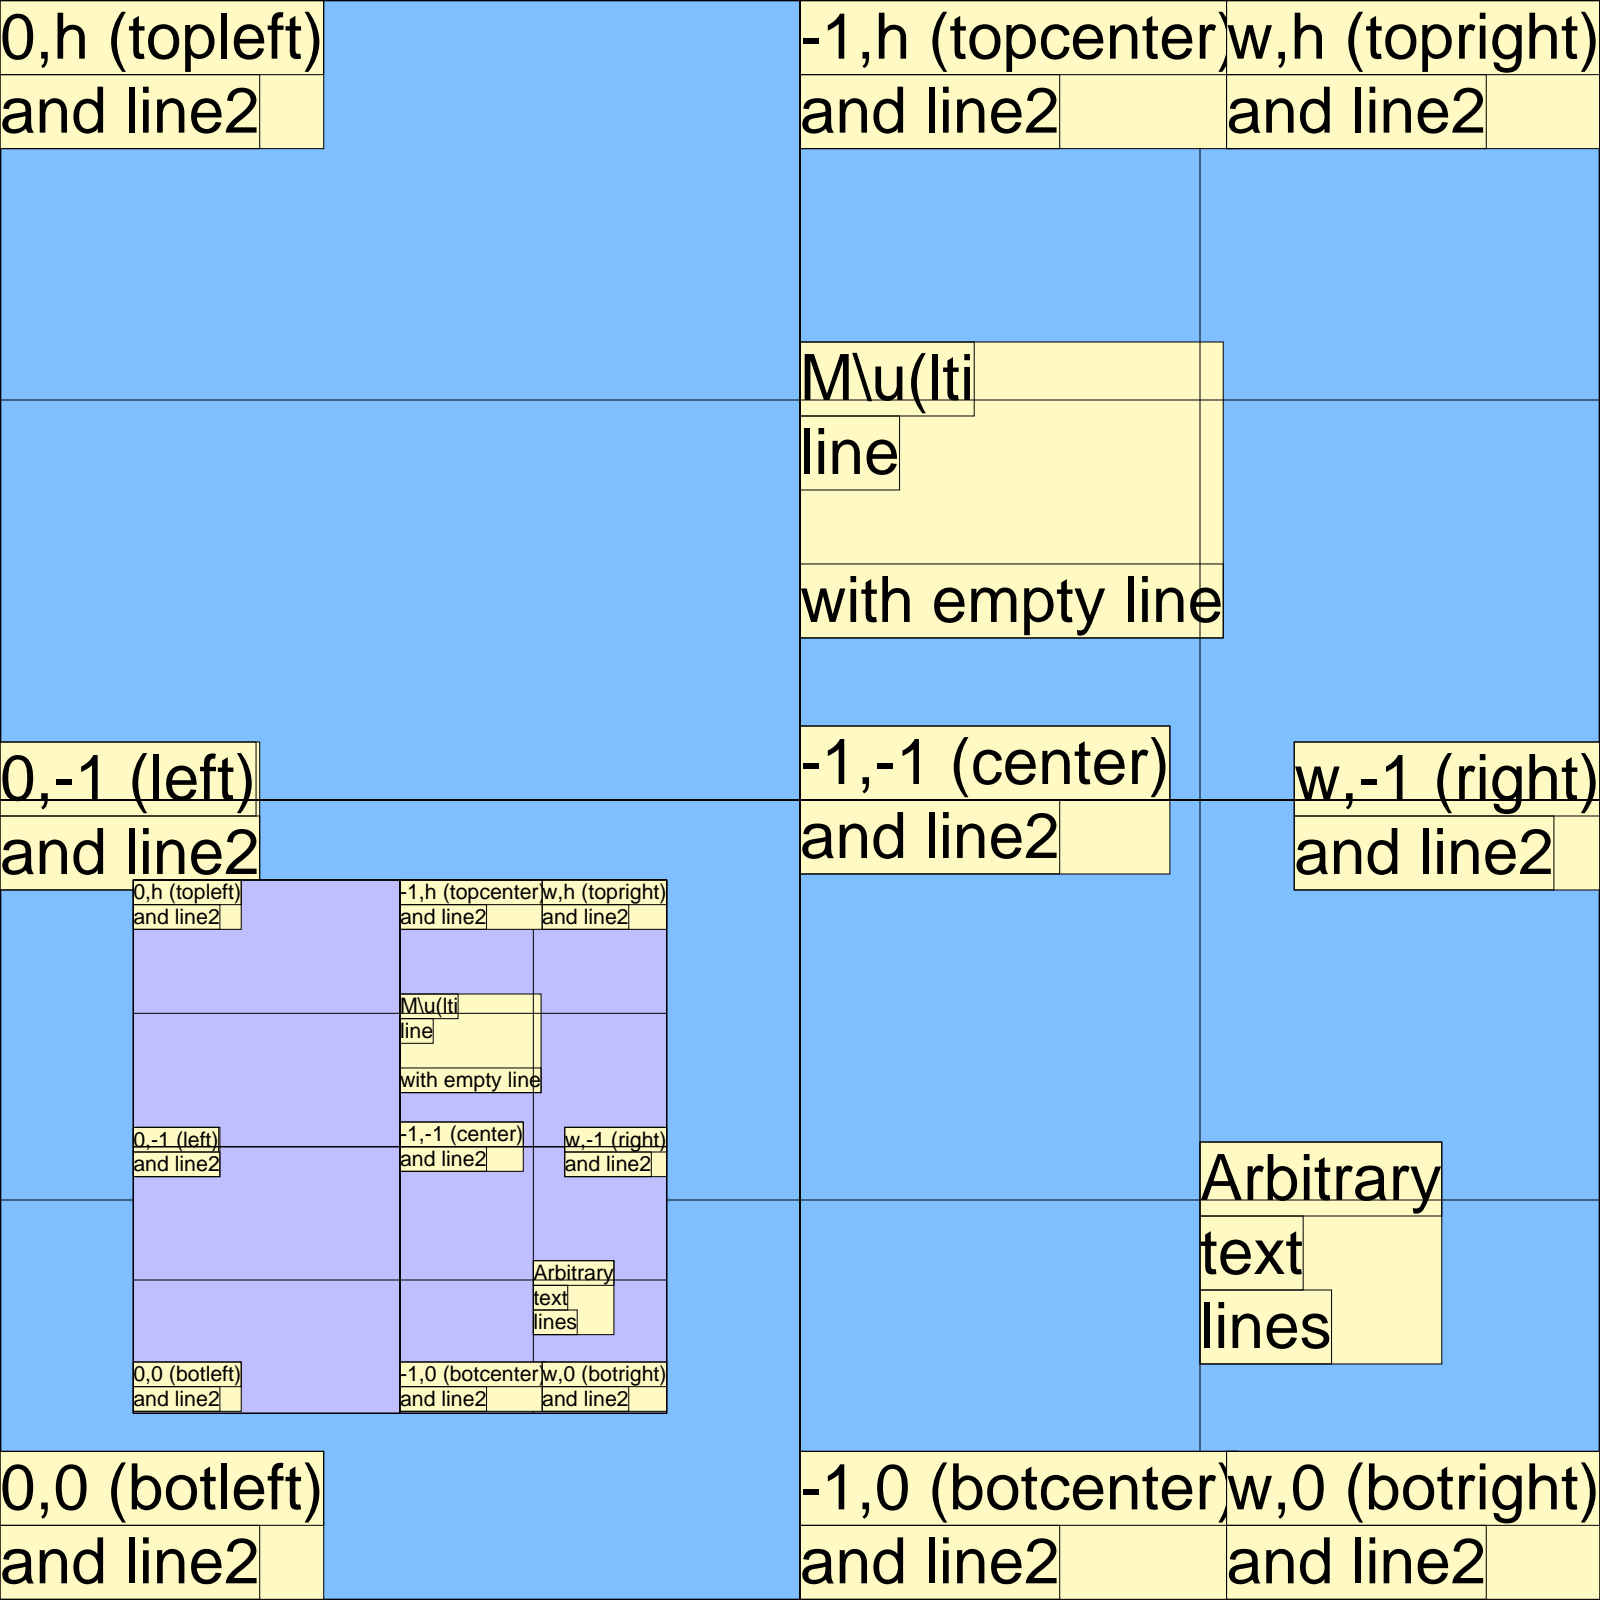 0,h (topleft)
and line2
-1,h (topcenter)
and line2
w,h (topright)
and line2
M\u(lti
line
with empty line
0,-1 (left)
and line2
-1,-1 (center)
and line2
w,-1 (right)
and line2
0,h (topleft)
and line2
-1,h (topcenter)
and line2
w,h (topright)
and line2
M\u(lti
line
with empty line
0,-1 (left)
and line2
-1,-1 (center)
and line2
w,-1 (right)
and line2
Arbitrary
text
lines
0,0 (botleft)
and line2
-1,0 (botcenter)
and line2
w,0 (botright)
and line2
Arbitrary
text
lines
0,0 (botleft)
and line2
-1,0 (botcenter)
and line2
w,0 (botright)
and line2